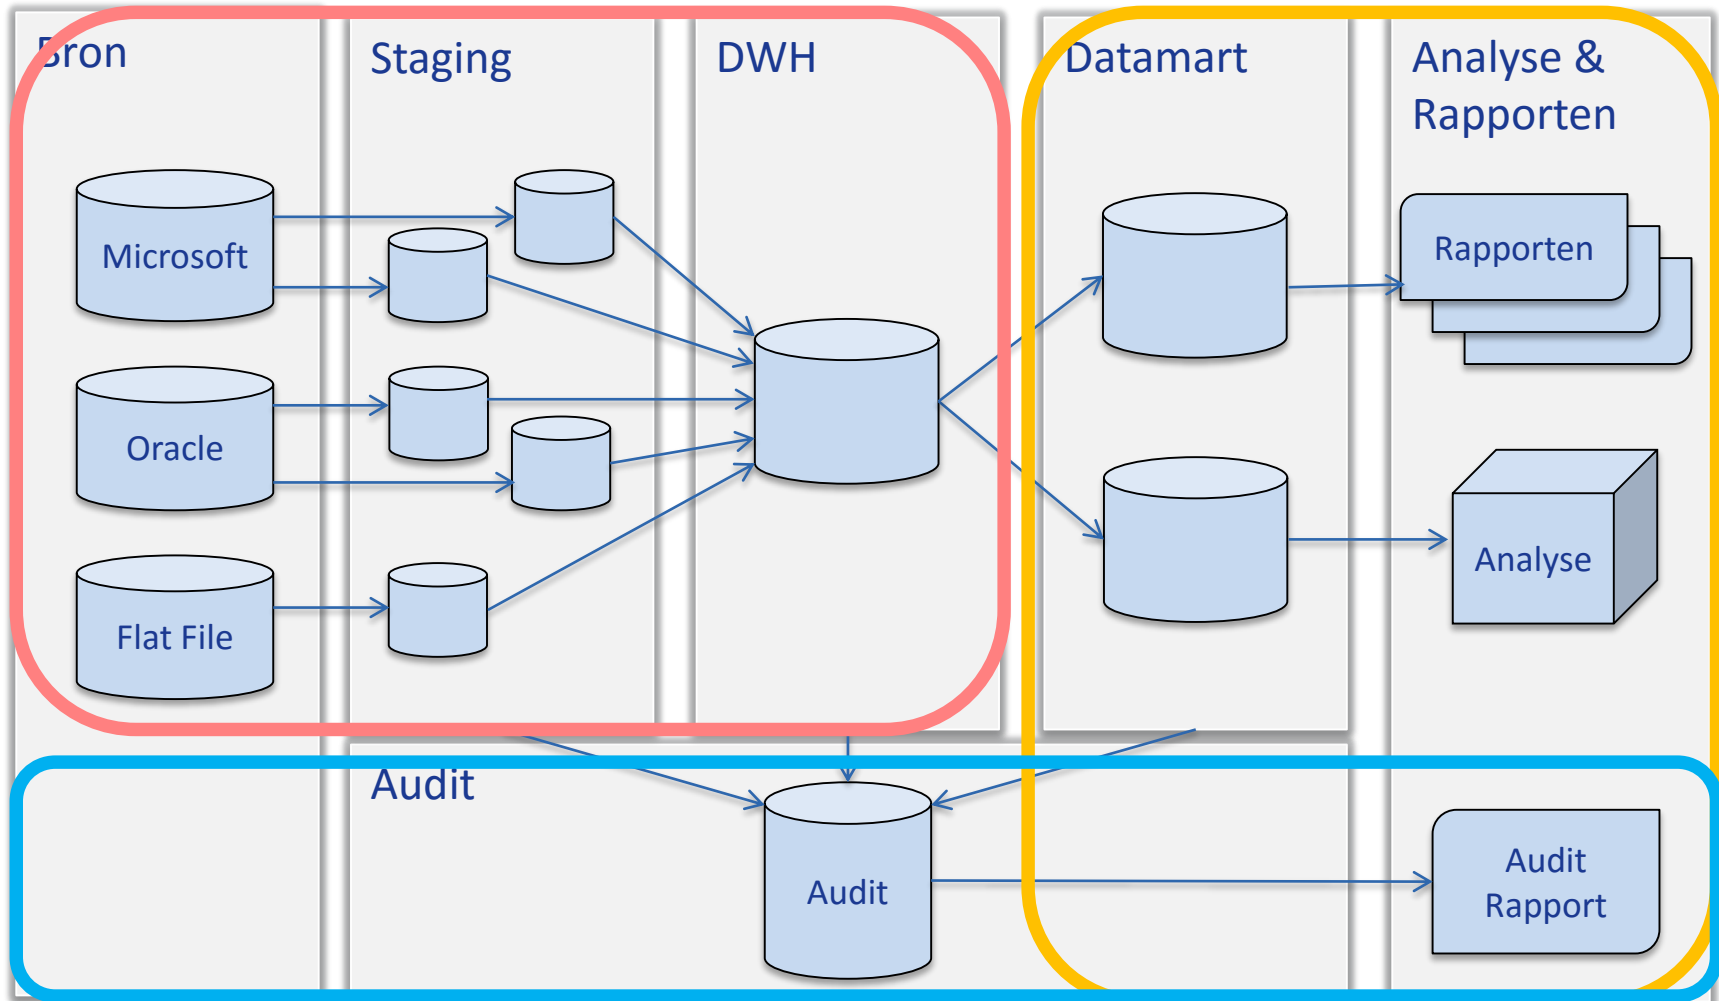 Bron
Staging
DWH
Datamart
Analyse &
Rapporten
Microsoft
Rapporten
Oracle
Analyse
Flat File
Audit
Audit
Audit
Rapport